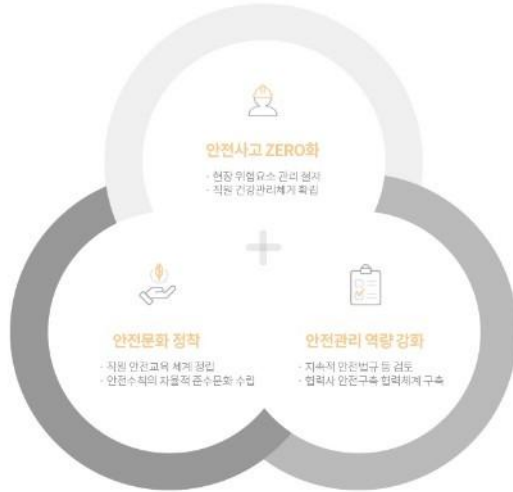 안전사고 ZERO화
· 현장 위험요소 관리 철저
· 직원 건강관리체계 확립
안전문화 정착
· 직원 안전교육 체계 정립
· 안전수칙의 자율적 준수문화 수립
안전관리 역량 강화
· 지속적 안전법규 등 검토
· 협력사 안전구축 협력체계 구축